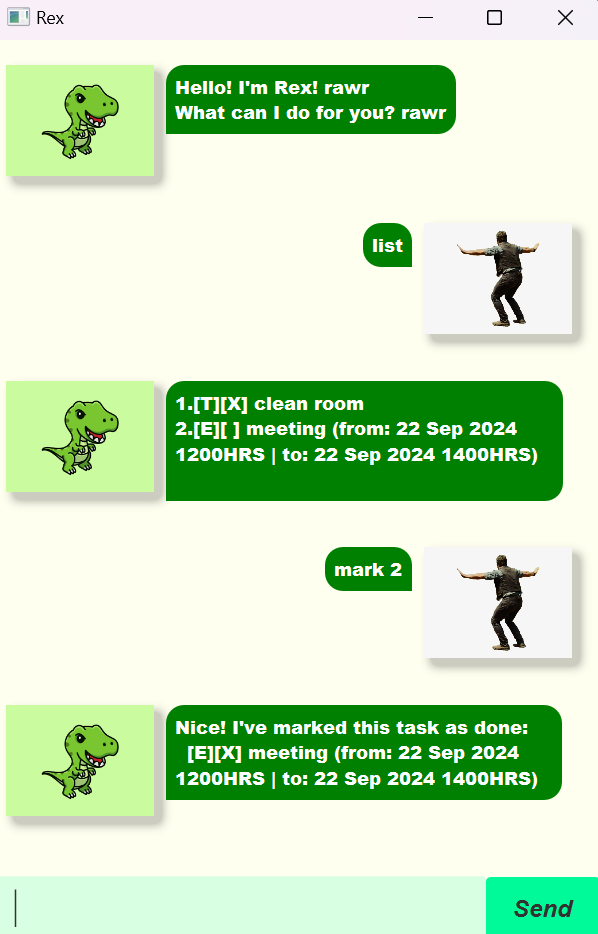 Rex
Hello! I'm Rex! rawr
What can I do for you? rawr
list
1.[T][X] clean room
2.[E][ ] meeting (from: 22 Sep 2024
1200HRS | to: 22 Sep 2024 1400HRS)
mark 2
Nice! I've marked this task as done:
[E][X] meeting (from: 22 Sep 2024
1200HRS | to: 22 Sep 2024 1400HRS)
Send